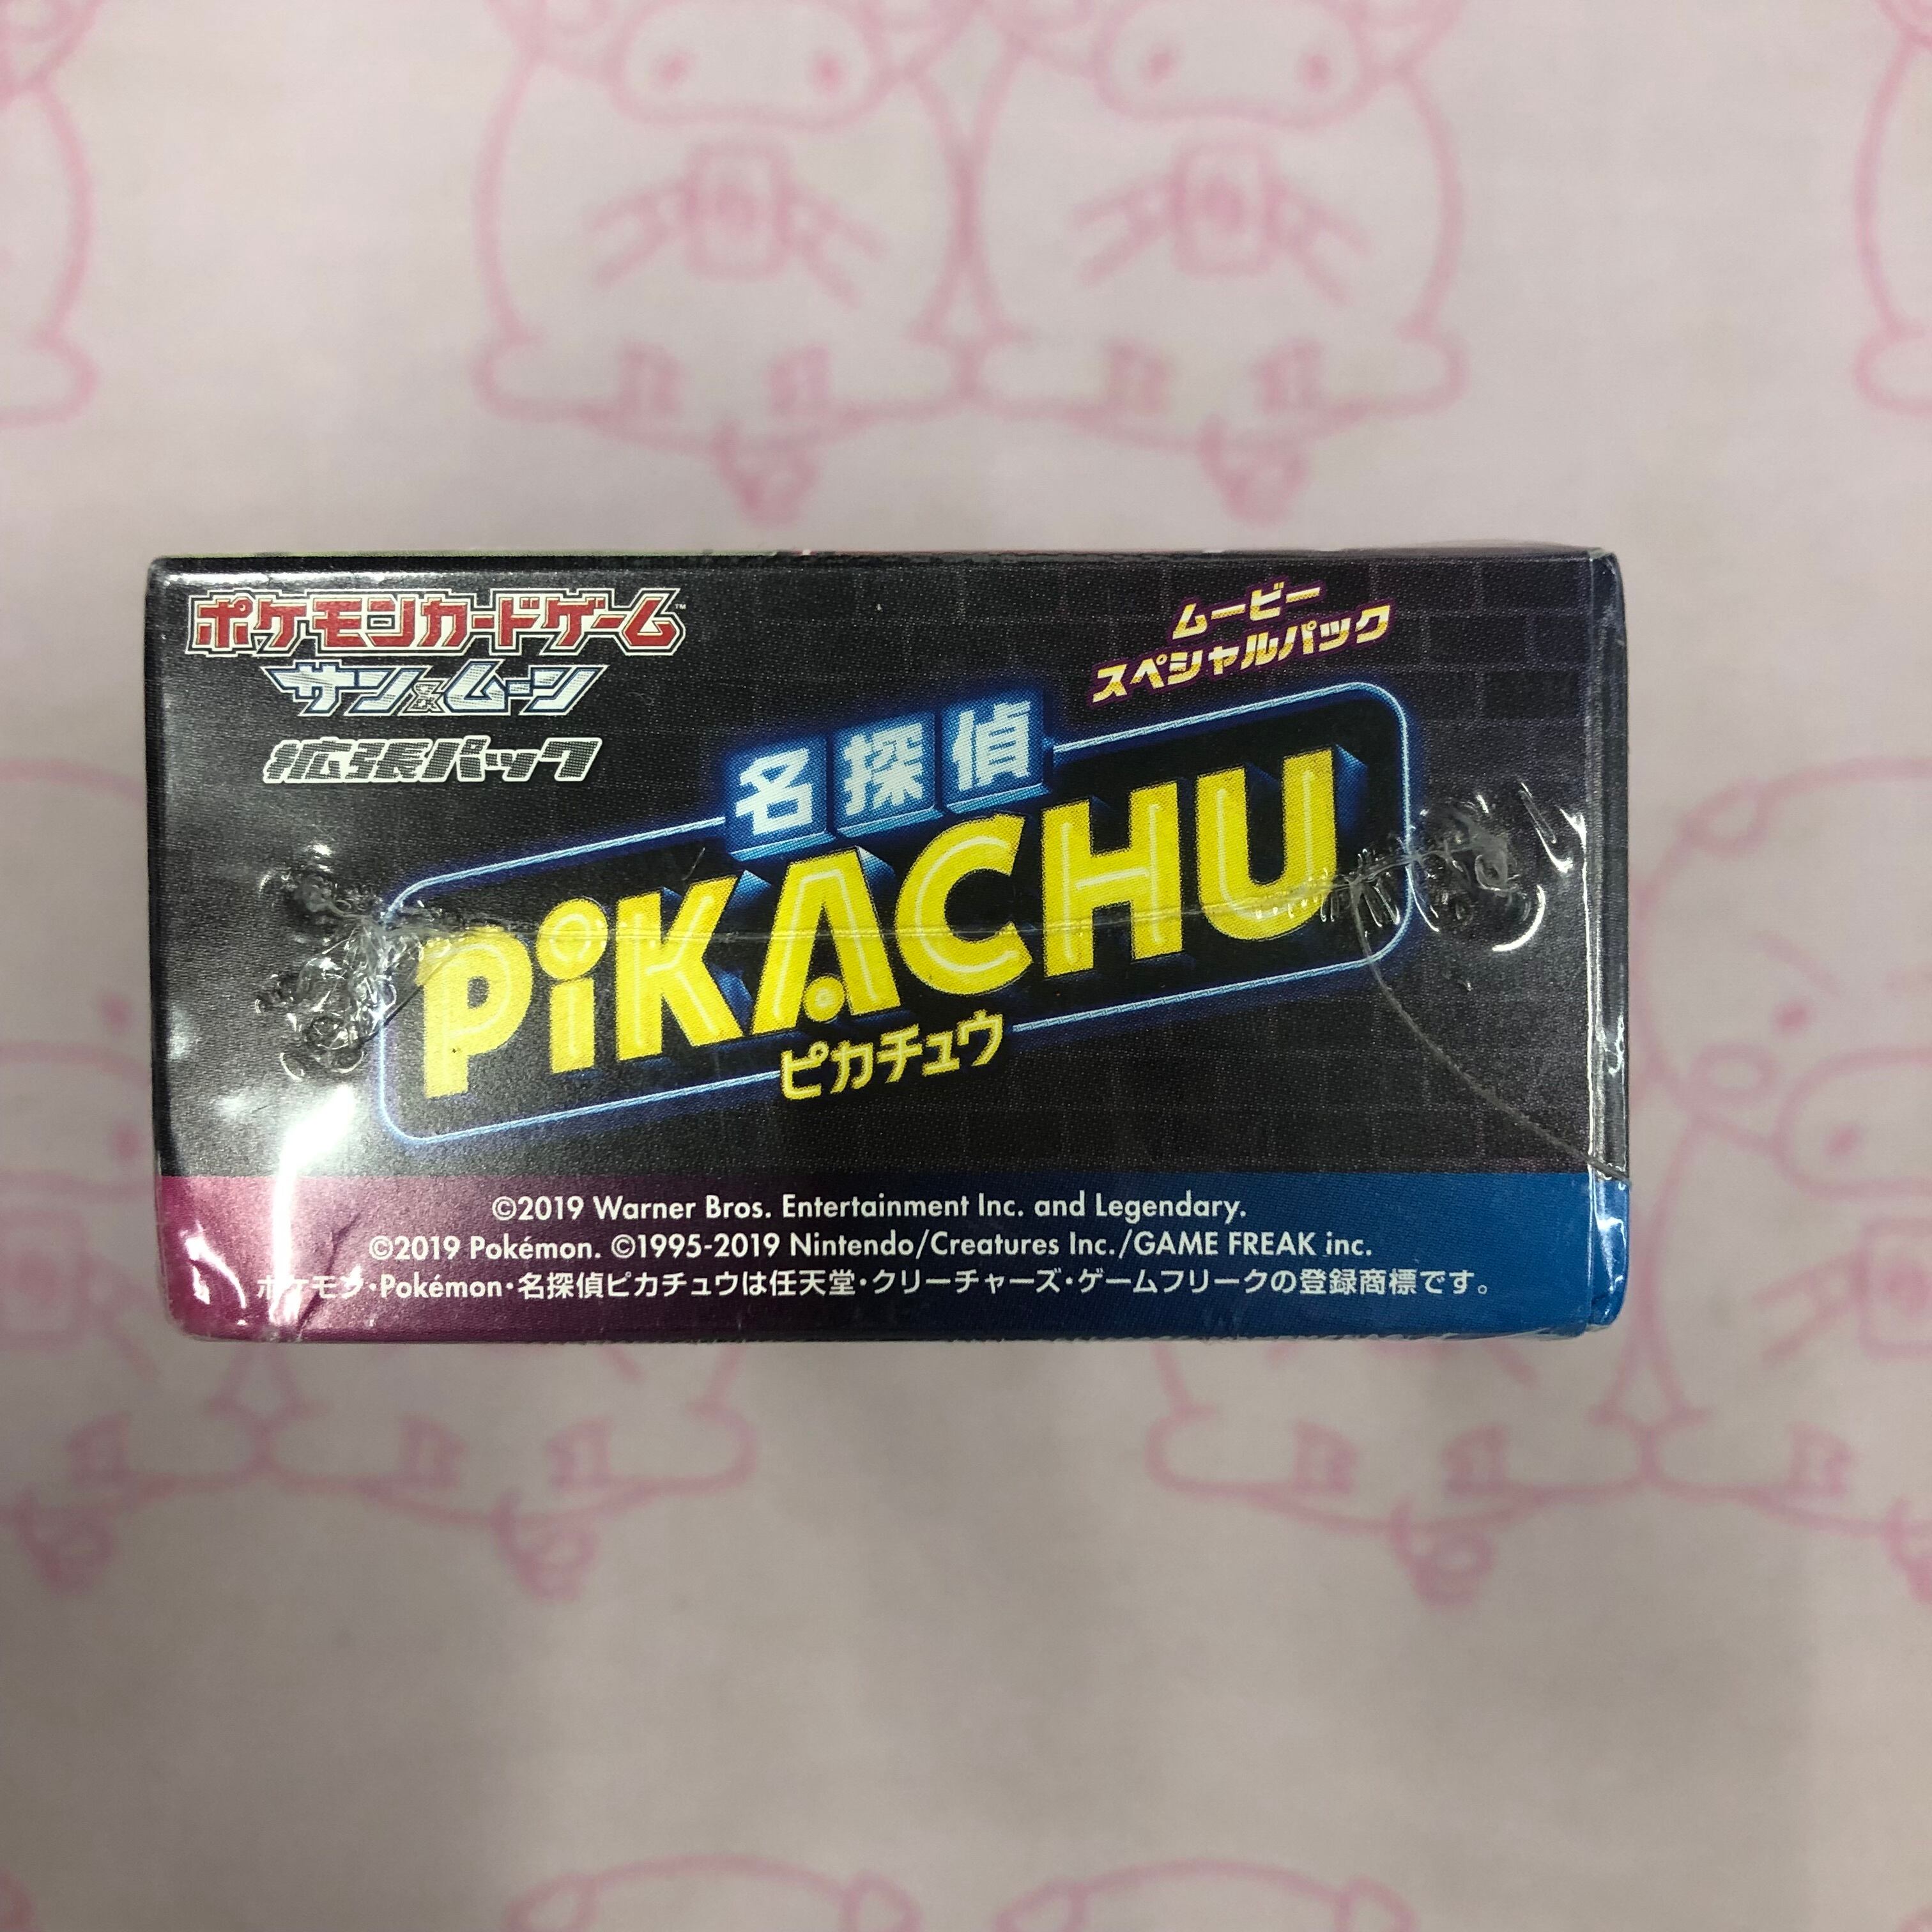 ポケモンカードゲーム™
サン&ムーン
拡張パック
ムービー
スペシャルパック
名探偵
PiKACHU
ピカチュウ
©2019 Warner Bros. Entertainment Inc. and Legendary.
©2019 Pokémon. ©1995-2019 Nintendo/Creatures Inc./GAME FREAK inc.
ポケモン・Pokémon・名探偵ピカチュウは任天堂・クリーチャーズ・ゲームフリークの登録商標です。